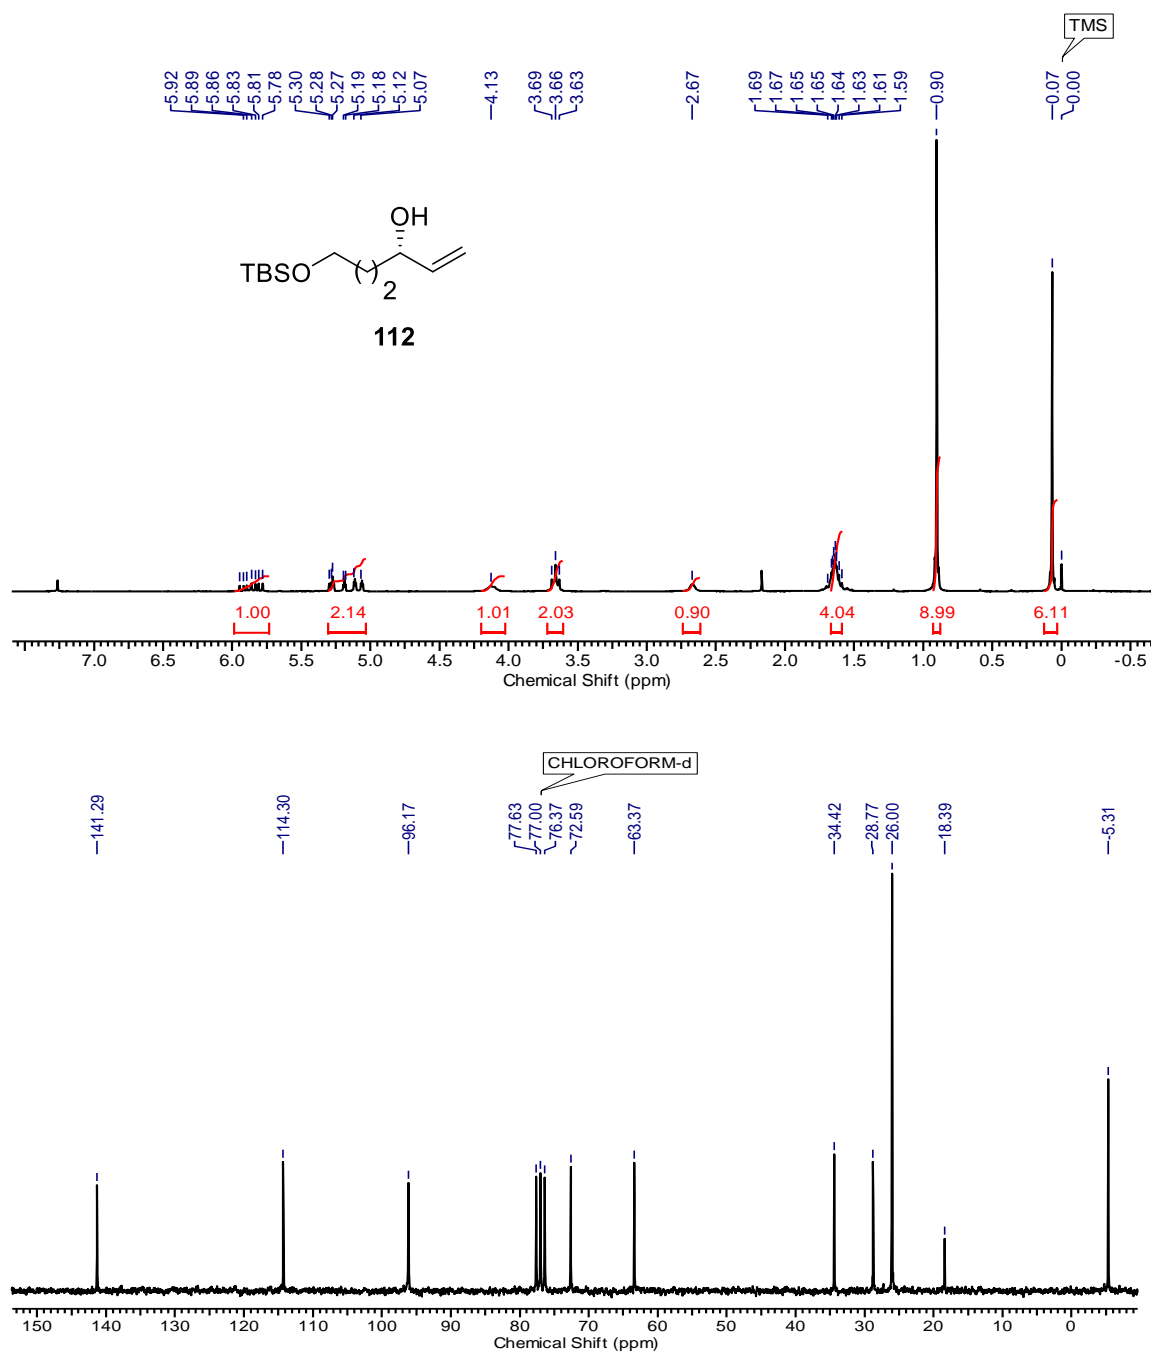 TMS
5.92 5.89 5.86 5.83 5.81 5.78 5.30 5.28 5.27 5.19 5.18 5.12 5.07 4.13 3.69 3.66 3.63 2.67 1.69 1.67 1.65 1.65 1.64 1.63 1.61 1.59 0.90 0.07 0.00
OH
TBSO ( ) 2
112
1.00 2.14 1.01 2.03 0.90 4.04 8.99 6.11
7.0 6.5 6.0 5.5 5.0 4.5 4.0 3.5 3.0 2.5 2.0 1.5 1.0 0.5 0 -0.5
Chemical Shift (ppm)
CHLOROFORM-d
141.29 114.30 96.17 77.63 77.00 76.37 72.59 63.37 34.42 28.77 26.00 18.39 -5.31
150 140 130 120 110 100 90 80 70 60 50 40 30 20 10 0
Chemical Shift (ppm)